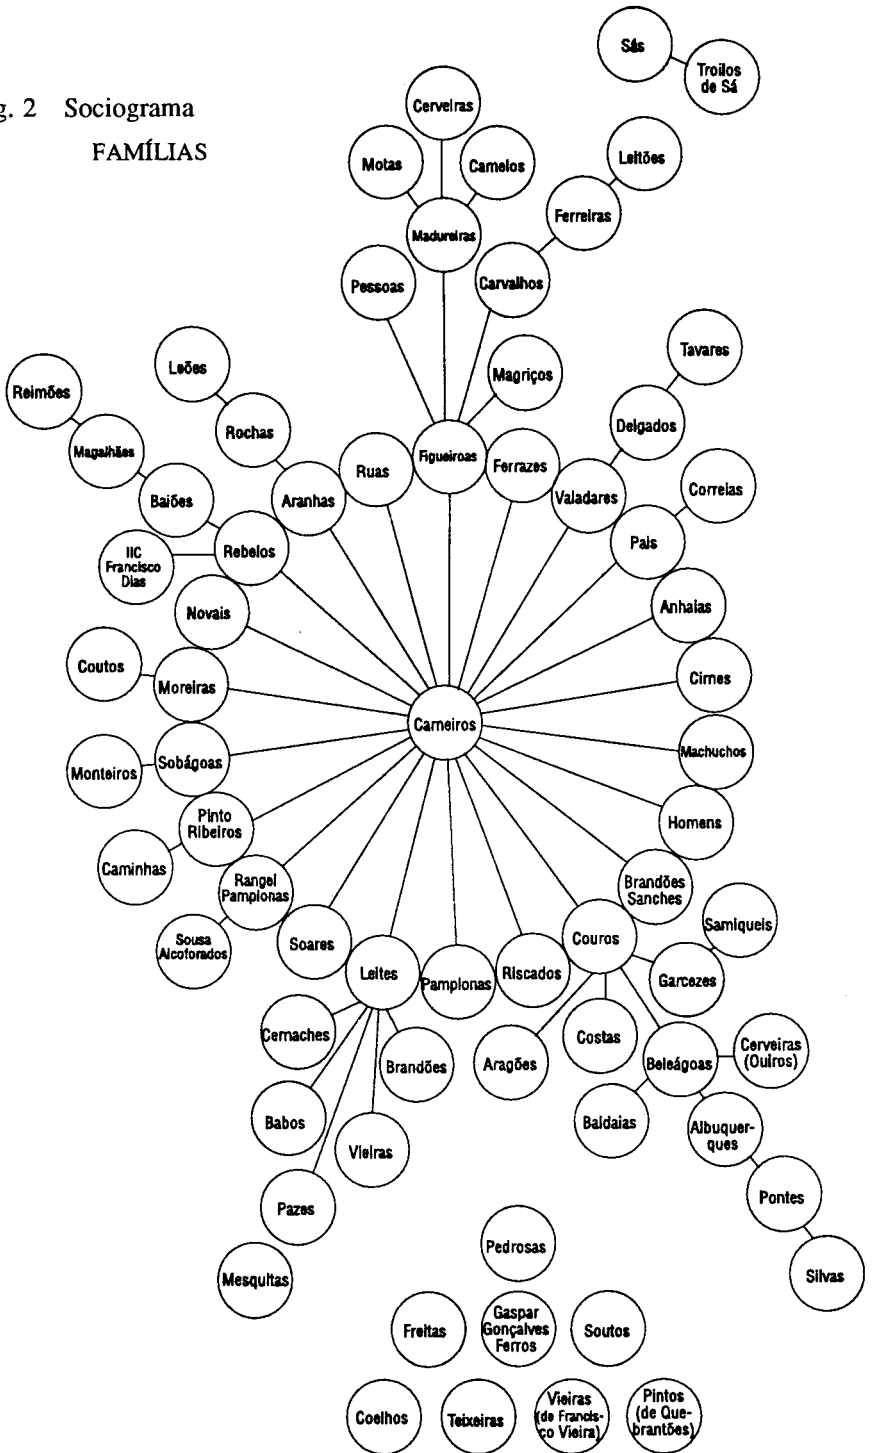 g. 2 Sociograma
FAMÍLIAS
Sás
Troilos
de Sá
Cerveiras
Motas
Camelos
Leitões
Madureiras
Ferreiras
Pessoas
Carvalhos
Leões
Tavares
Reimões
Magriços
Rochas
Delgados
Magalhães
Figueiroas
Ruas
Ferrazes
Baiões
Aranhas
Valadares
Correias
IIC
Francisco
Dias
Rebelos
Pais
Novais
Anhaias
Coutos
Moreiras
Cirnes
Carneiros
Monteiros
Sobágoas
Machuchos
Pinto
Ribeiros
Homens
Caminhas
Rangel
Pamplonas
Brandões
Sanches
Samiqueis
Sousa
Alcoforados
Soares
Couros
Leites
Pamplonas
Riscados
Garcezes
Cernaches
Brandões
Aragões
Costas
Beleágoas
Cerveiras
(Outros)
Babos
Baldaias
Albuquer-
ques
Vieiras
Pazes
Pontes
Mesquitas
Silvas
Pedrosas
Freitas
Gaspar
Gonçalves
Ferros
Soutos
Coelhos
Teixeiras
Vieiras
(de Francis-
co Vieira)
Pintos
(de Que-
brantões)